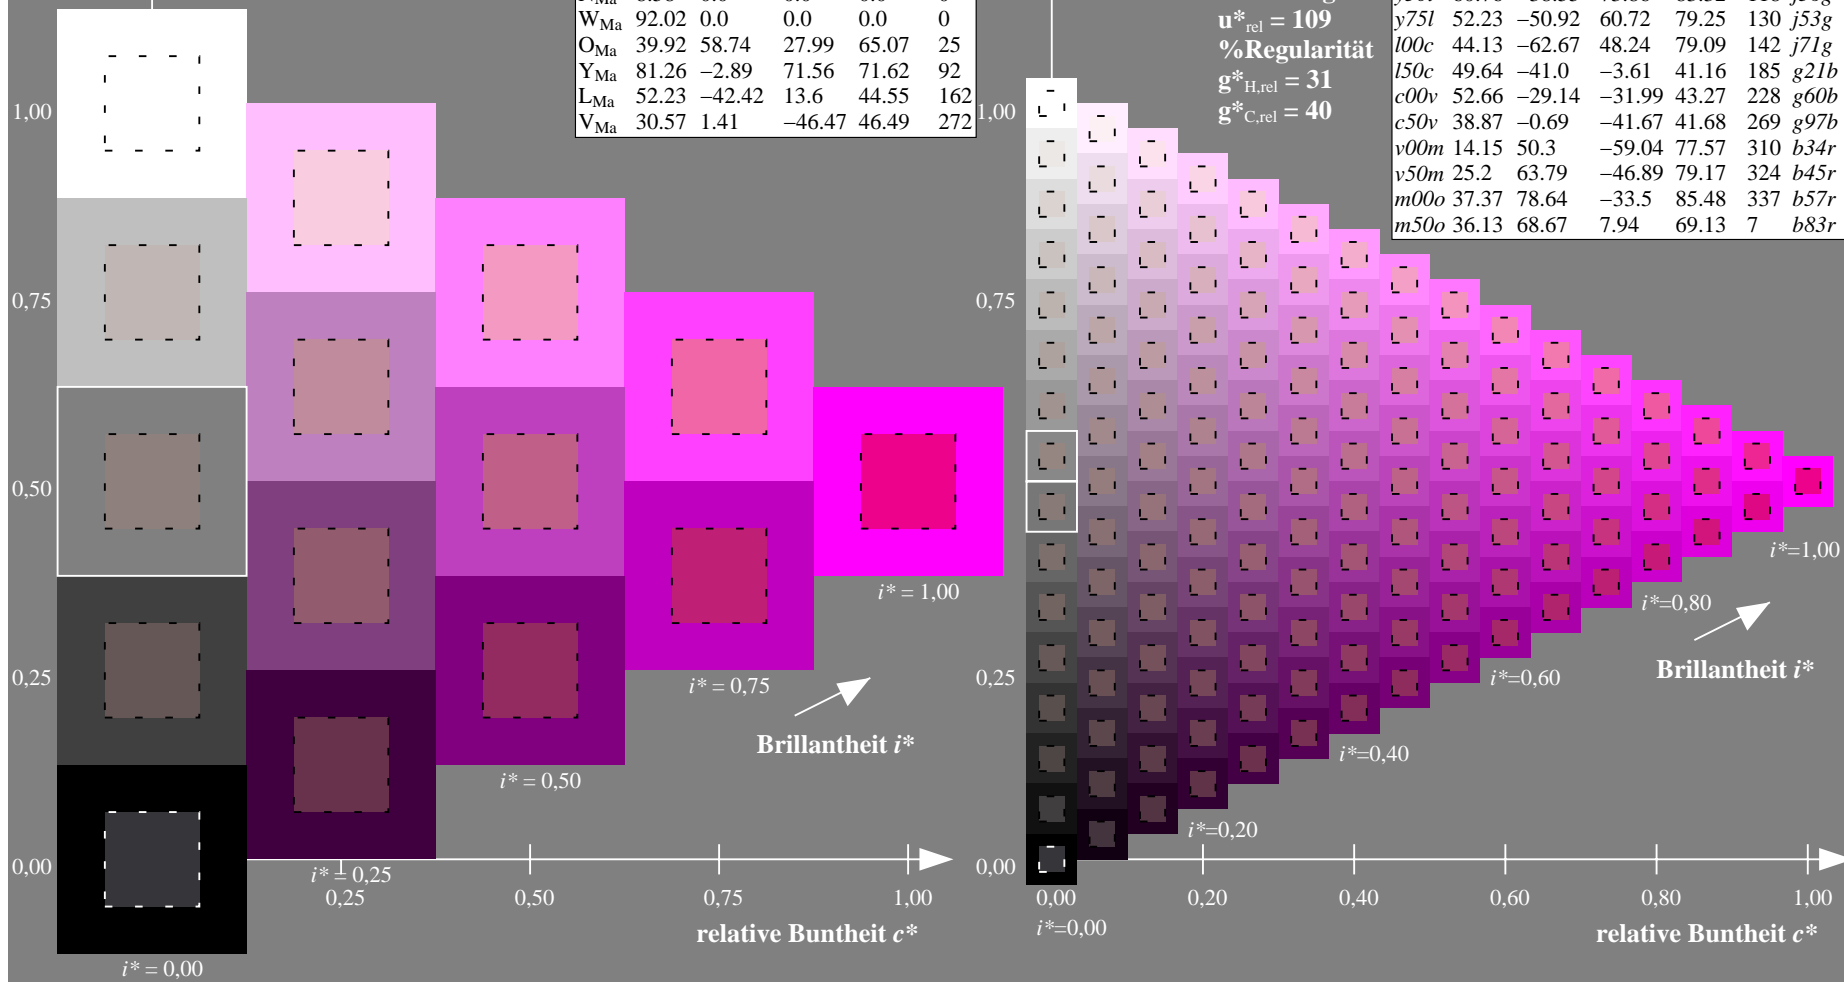 W_Ma 92.02 0.0 0.0 0.0 0
O_Ma 39.92 58.74 27.99 65.07 25
Y_Ma 81.26 −2.89 71.56 71.62 92
L_Ma 52.23 −42.42 13.6 44.55 162
V_Ma 30.57 1.41 −46.47 46.49 272
1,00
0,75
0,50
0,25
0,00
i* = 1,00
i* = 0,75
Brillantheit i*
i* = 0,50
i* = 0,25
0,25 0,50 0,75 1,00
relative Buntheit c*
i* = 0,00
u*rel = 109
%Regularität
g*H,rel = 31
g*C,rel = 40
y75l 52.23 −50.92 60.72 79.25 130 j53g
l00c 44.13 −62.67 48.24 79.09 142 j71g
l50c 49.64 −41.0 −3.61 41.16 185 g21b
c00v 52.66 −29.14 −31.99 43.27 228 g60b
c50v 38.87 −0.69 −41.67 41.68 269 g97b
v00m 14.15 50.3 −59.04 77.57 310 b34r
v50m 25.2 63.79 −46.89 79.17 324 b45r
m00o 37.37 78.64 −33.5 85.48 337 b57r
m50o 36.13 68.67 7.94 69.13 7 b83r
1,00
0,75
0,50
0,25
0,00
i*=1,00
i*=0,80
Brillantheit i*
i*=0,60
i*=0,40
i*=0,20
0,00 0,20 0,40 0,60 0,80 1,00
i*=0,00
relative Buntheit c*